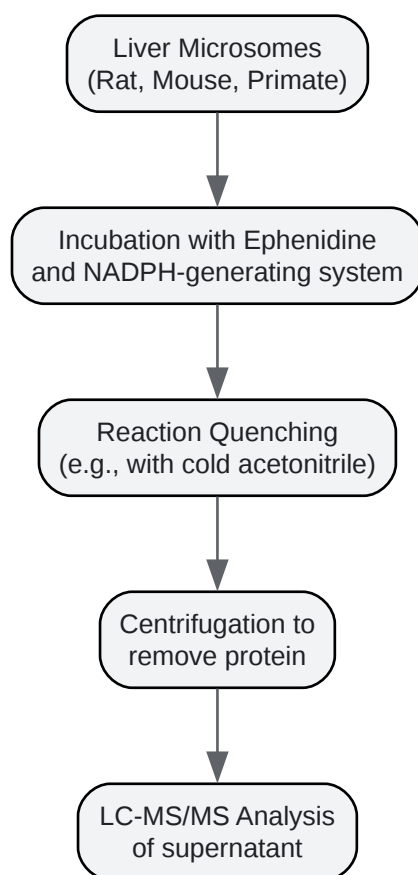 Liver Microsomes
(Rat, Mouse, Primate)
Incubation with Ephenidine
and NADPH-generating system
Reaction Quenching
(e.g., with cold acetonitrile)
Centrifugation to
remove protein
LC-MS/MS Analysis
of supernatant